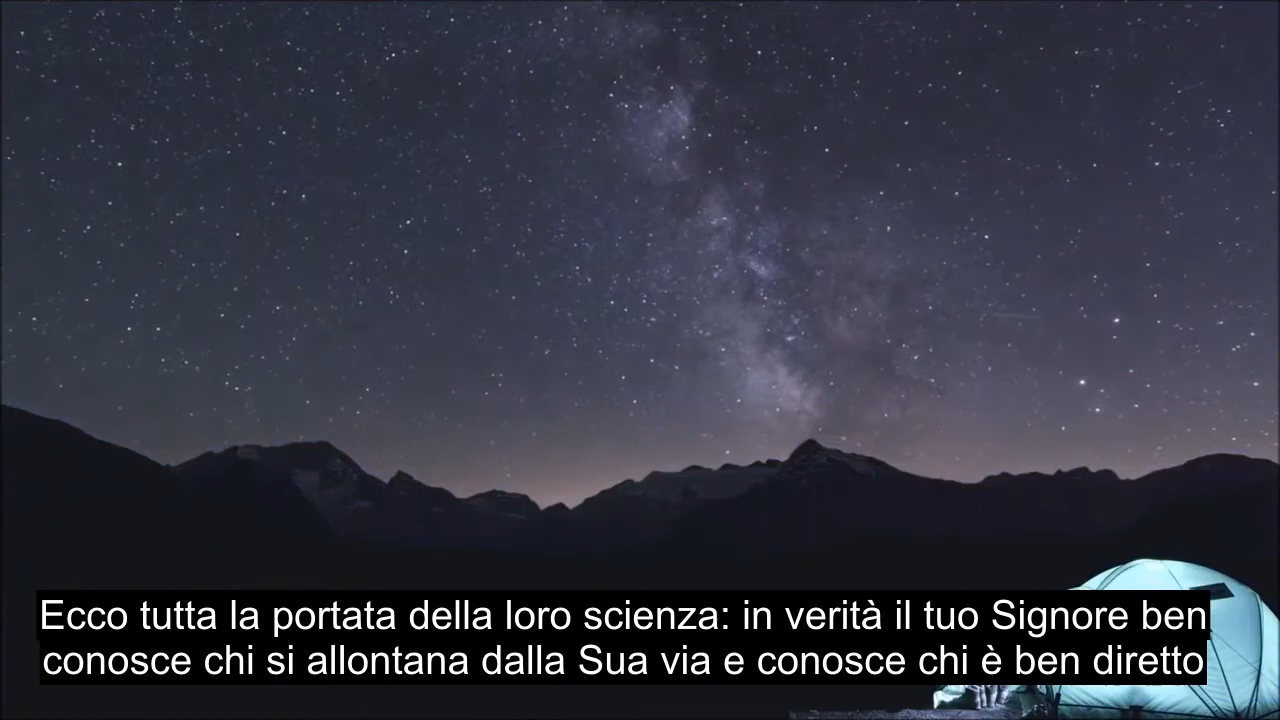 Ecco tutta la portata della loro scienza: in verità il tuo Signore ben
conosce chi si allontana dalla Sua via e conosce chi è ben diretto